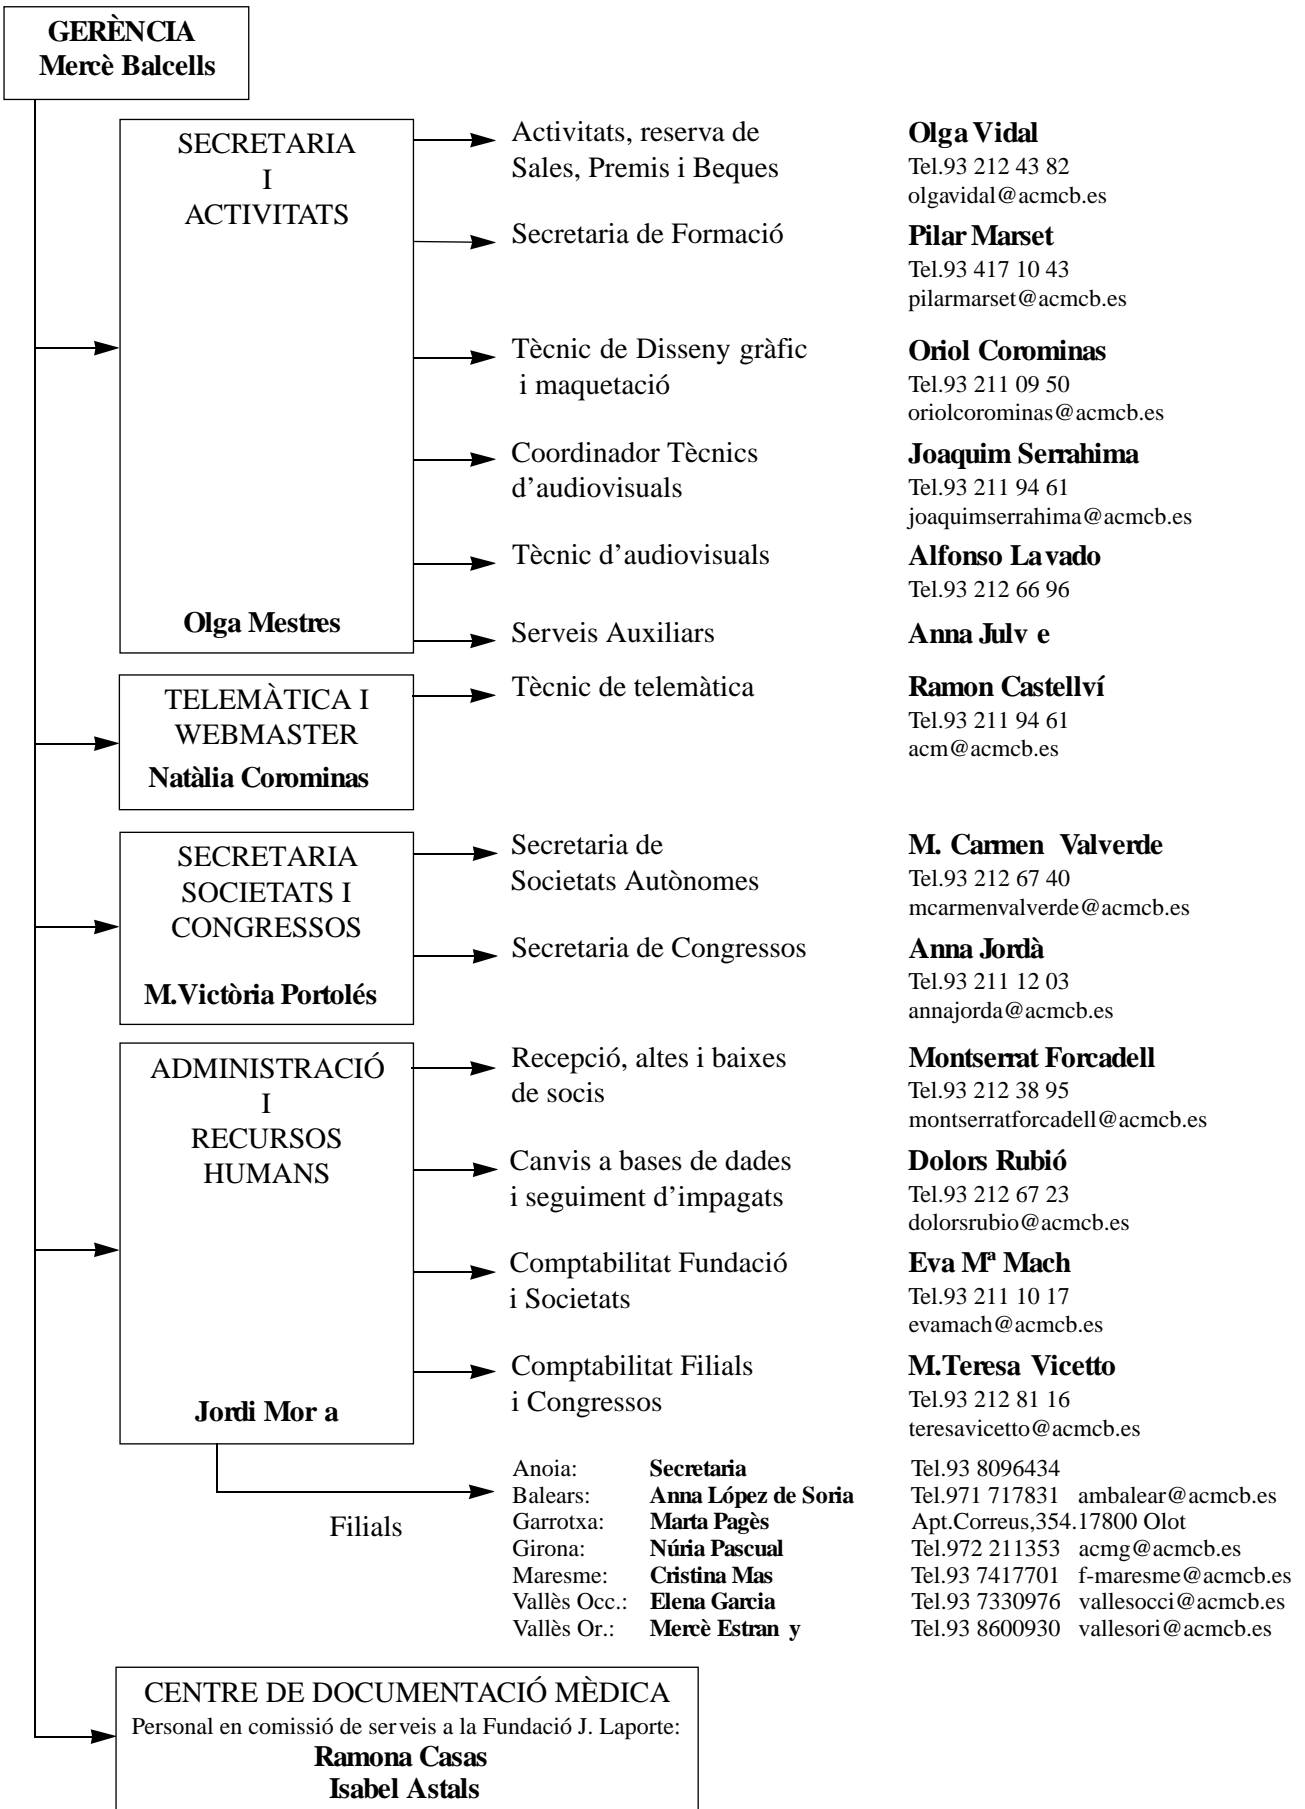 GERÈNCIA
Mercè Balcells
SECRETARIA
I
ACTIVITATS
Olga Mestres
Activitats, reserva de
Sales, Premis i Beques
Olga Vidal
Tel.93 212 43 82
olgavidal@acmcb.es
Secretaria de Formació
Pilar Marset
Tel.93 417 10 43
pilarmarset@acmcb.es
Tècnic de Disseny gràfic
i maquetació
Oriol Corominas
Tel.93 211 09 50
oriolcorominas@acmcb.es
Coordinador Tècnics
d’audiovisuals
Joaquim Serrahima
Tel.93 211 94 61
joaquimserrahima@acmcb.es
Tècnic d’audiovisuals
Alfonso Lavado
Tel.93 212 66 96
Serveis Auxiliars
Anna Julv e
TELEMÀTICA I
WEBMASTER
Natàlia Corominas
Tècnic de telemàtica
Ramon Castellví
Tel.93 211 94 61
acm@acmcb.es
SECRETARIA
SOCIETATS I
CONGRESSOS
M.Victòria Portolés
Secretaria de
Societats Autònomes
M. Carmen Valverde
Tel.93 212 67 40
mcarmenvalverde@acmcb.es
Secretaria de Congressos
Anna Jordà
Tel.93 211 12 03
annajorda@acmcb.es
ADMINISTRACIÓ
I
RECURSOS
HUMANS
Jordi Mor a
Recepció, altes i baixes
de socis
Montserrat Forcadell
Tel.93 212 38 95
montserratforcadell@acmcb.es
Canvis a bases de dades
i seguiment d’impagats
Dolors Rubió
Tel.93 212 67 23
dolorsrubio@acmcb.es
Comptabilitat Fundació
i Societats
Eva Mª Mach
Tel.93 211 10 17
evamach@acmcb.es
Comptabilitat Filials
i Congressos
M.Teresa Vicetto
Tel.93 212 81 16
teresavicetto@acmcb.es
Filials
Anoia: Secretaria Tel.93 8096434
Balears: Anna López de Soria Tel.971 717831 ambalear@acmcb.es
Garrotxa: Marta Pagès Apt.Correus,354.17800 Olot
Girona: Núria Pascual Tel.972 211353 acmg@acmcb.es
Maresme: Cristina Mas Tel.93 7417701 f-maresme@acmcb.es
Vallès Occ.: Elena Garcia Tel.93 7330976 vallesocci@acmcb.es
Vallès Or.: Mercè Estran y Tel.93 8600930 vallesori@acmcb.es
CENTRE DE DOCUMENTACIÓ MÈDICA
Personal en comissió de serveis a la Fundació J. Laporte:
Ramona Casas
Isabel Astals